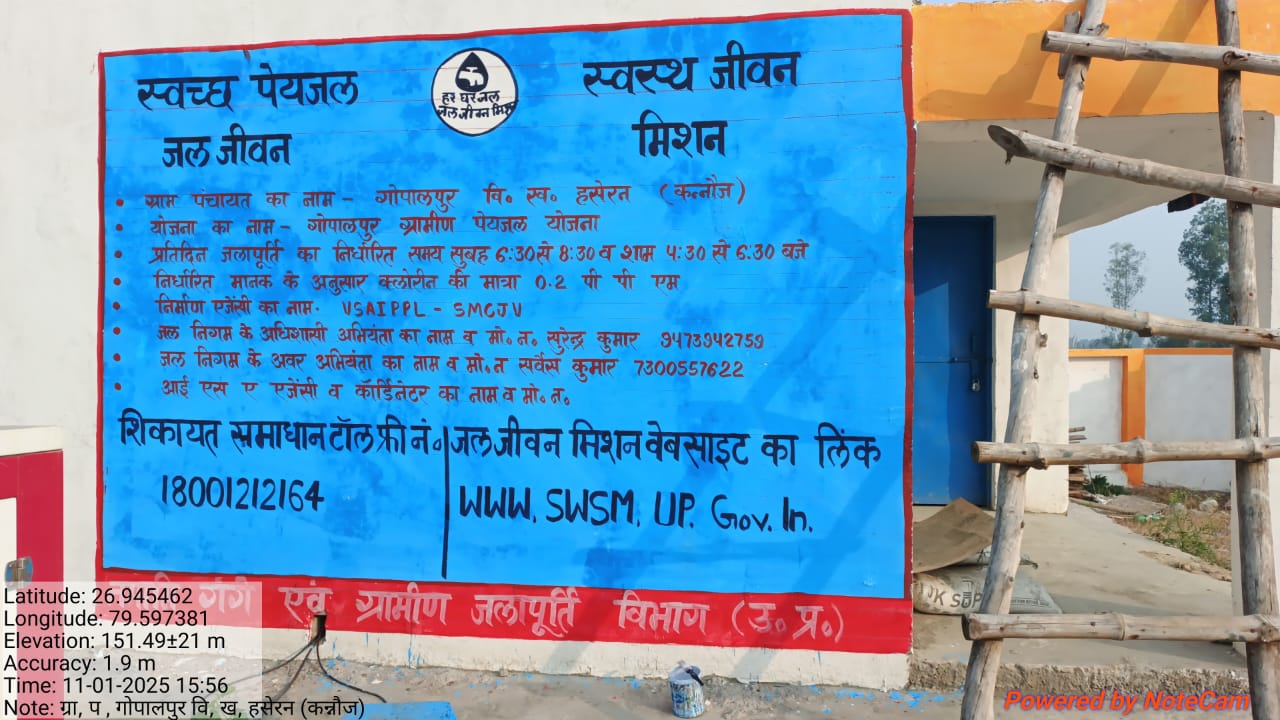 स्वच्छ पेयजल
जल जीवन
हर घर जल
जल जीवन मिशन
स्वस्थ जीवन
मिशन
• ग्राम पंचायत का नाम - गोपालपुर वि० ख० हसेरन (कन्नौज)
• योजना का नाम - गोपालपुर ग्रामीण पेयजल योजना
• प्रतिदिन जलापूर्ति का निर्धारित समय सुबह 6:30 से 8:30 व शाम 4:30 से 6:30 बजे
• निर्धारित मानक के अनुसार क्लोरीन की मात्रा 0.2 पी पी एम
• निर्माण एजेंसी का नाम- VSAIPPL - SMCJV
• जल निगम के अधिशासी अभियंता का नाम व मो० न० सुरेन्द्र कुमार 9473942759
• जल निगम के अवर अभियंता का नाम व मो० न सर्वेस कुमार 7300557622
• आई एस ए एजेंसी व कॉर्डिनेटर का नाम व मो० न०
शिकायत समाधान टॉल फ्री नं०
18001212164
जल जीवन मिशन वेबसाइट का लिंक
WWW. SWSM. UP. Gov. In.
गंगे एवं ग्रामीण जलापूर्ति विभाग (उ० प्र०)
JK SUP
Latitude: 26.945462
Longitude: 79.597381
Elevation: 151.49±21 m
Accuracy: 1.9 m
Time: 11-01-2025 15:56
Note: ग्रा, प , गोपालपुर वि, ख, हसेरन (कन्नौज)
Powered by NoteCam